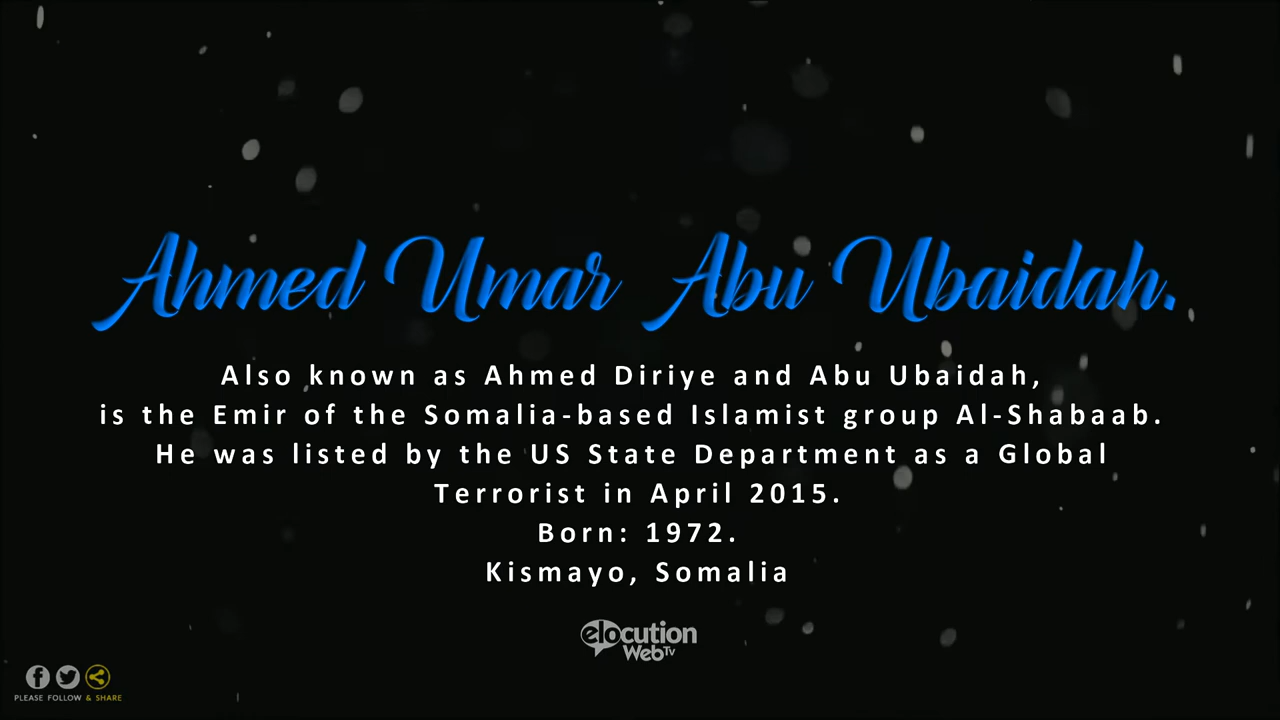 Ahmed Umar Abu Ubaidah.
Also known as Ahmed Diriye and Abu Ubaidah,
is the Emir of the Somalia-based Islamist group Al-Shabaab.
He was listed by the US State Department as a Global
Terrorist in April 2015.
Born: 1972.
Kismayo, Somalia
elocution
WebTv
PLEASE FOLLOW & SHARE